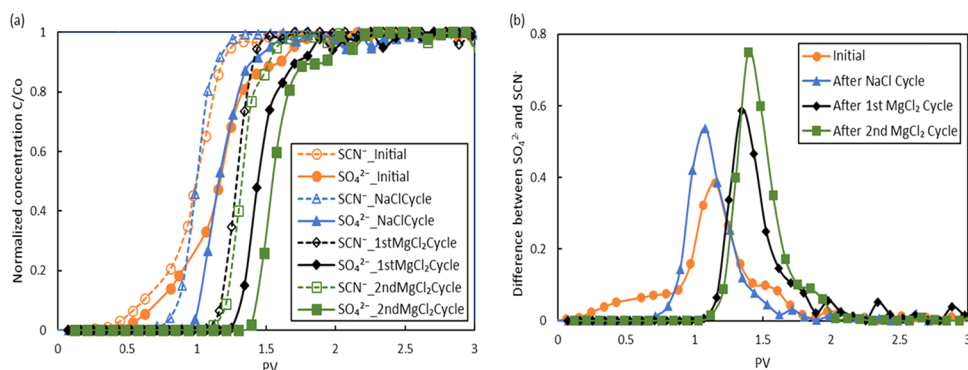 (a)
Normalized concentration C/Co
1
0.8
0.6
0.4
0.2
0
0 0.5 1 1.5 2 2.5 3
PV
SCN⁻_Initial
SO₄²⁻_Initial
SCN⁻_NaClCycle
SO₄²⁻_NaClCycle
SCN⁻_1stMgCl₂Cycle
SO₄²⁻_1stMgCl₂Cycle
SCN⁻_2ndMgCl₂Cycle
SO₄²⁻_2ndMgCl₂Cycle
(b)
Difference between SO₄²⁻ and SCN⁻
0.8
0.6
0.4
0.2
0
0 0.5 1 1.5 2 2.5 3
PV
Initial
After NaCl Cycle
After 1st MgCl₂ Cycle
After 2nd MgCl₂ Cycle